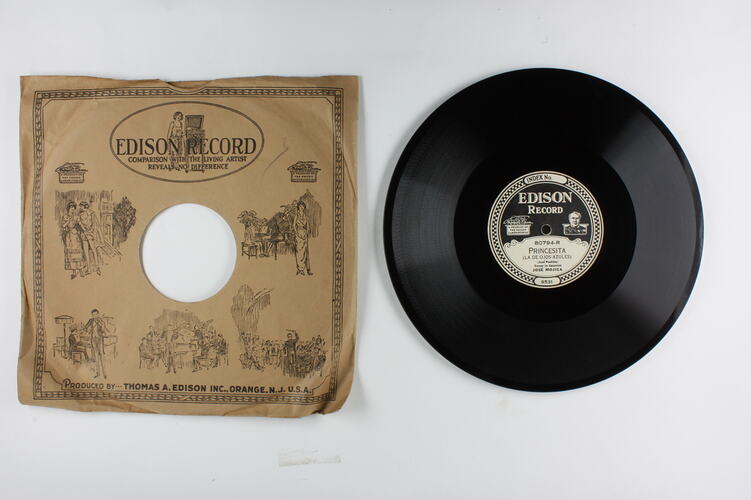 EDISON RECORD
COMPARISON WITH THE LIVING ARTIST
REVEALS NO DIFFERENCE
PRODUCED BY--- THOMAS A. EDISON INC., ORANGE, N.J. U.S.A.
INDEX No.
EDISON
RECORD
80794-R
PRINCESITA
(LA DE OJOS AZULES)
JOSÉ MOJICA
9531